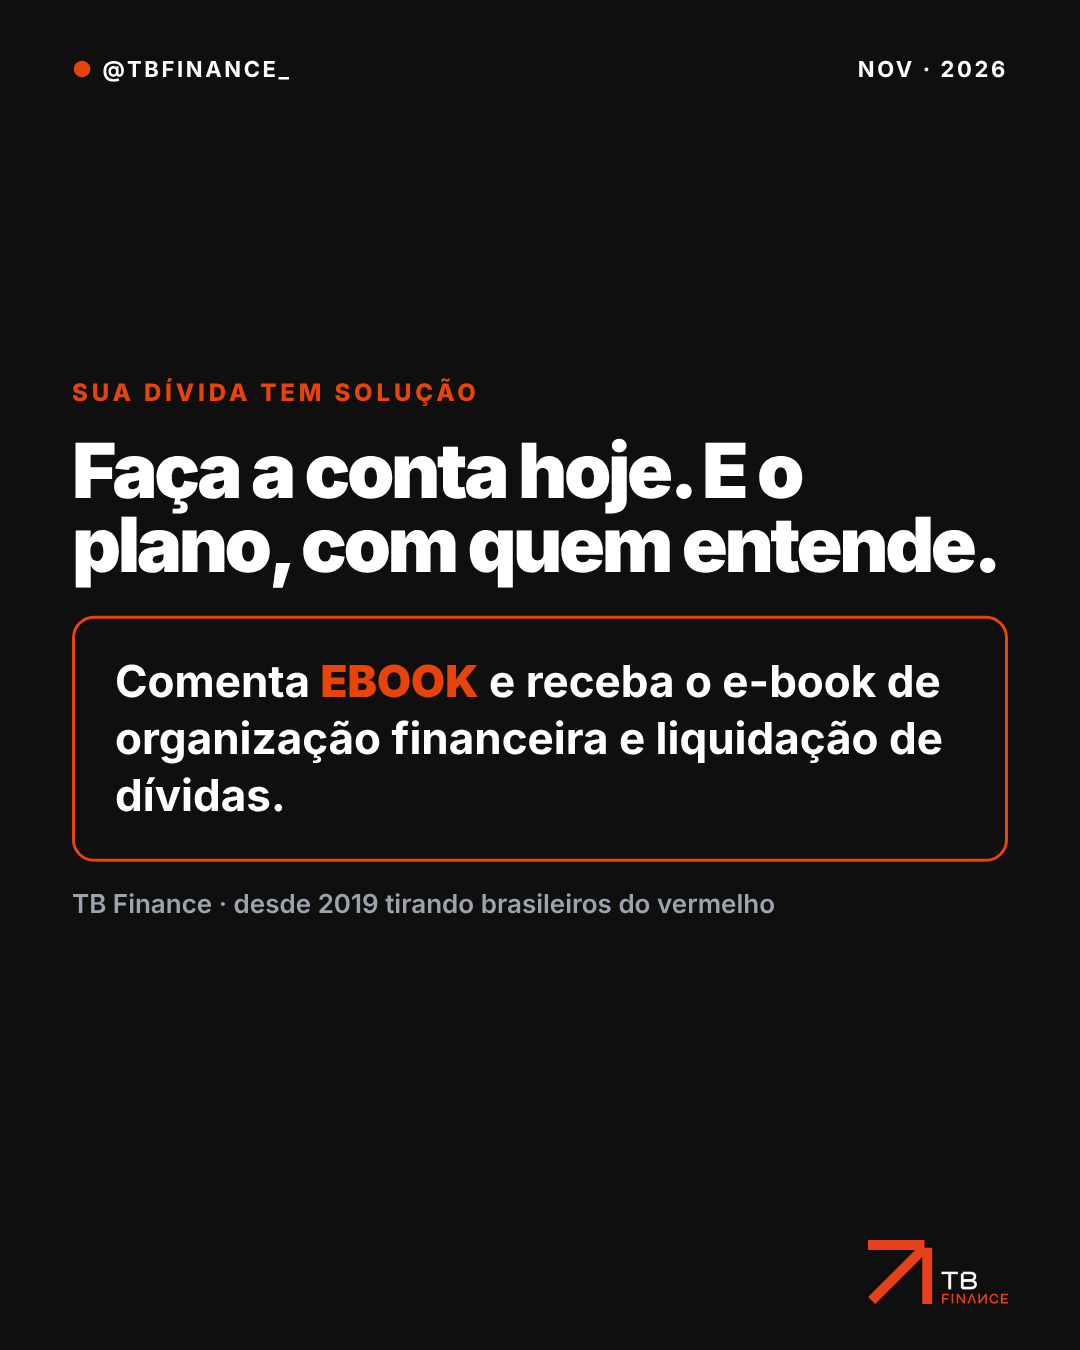 @TBFINANCE_
NOV · 2026
SUA DÍVIDA TEM SOLUÇÃO
Faça a conta hoje. E o
plano, com quem entende.
Comenta EBOOK e receba o e-book de
organização financeira e liquidação de
dívidas.
TB Finance · desde 2019 tirando brasileiros do vermelho
TB
FINANCE